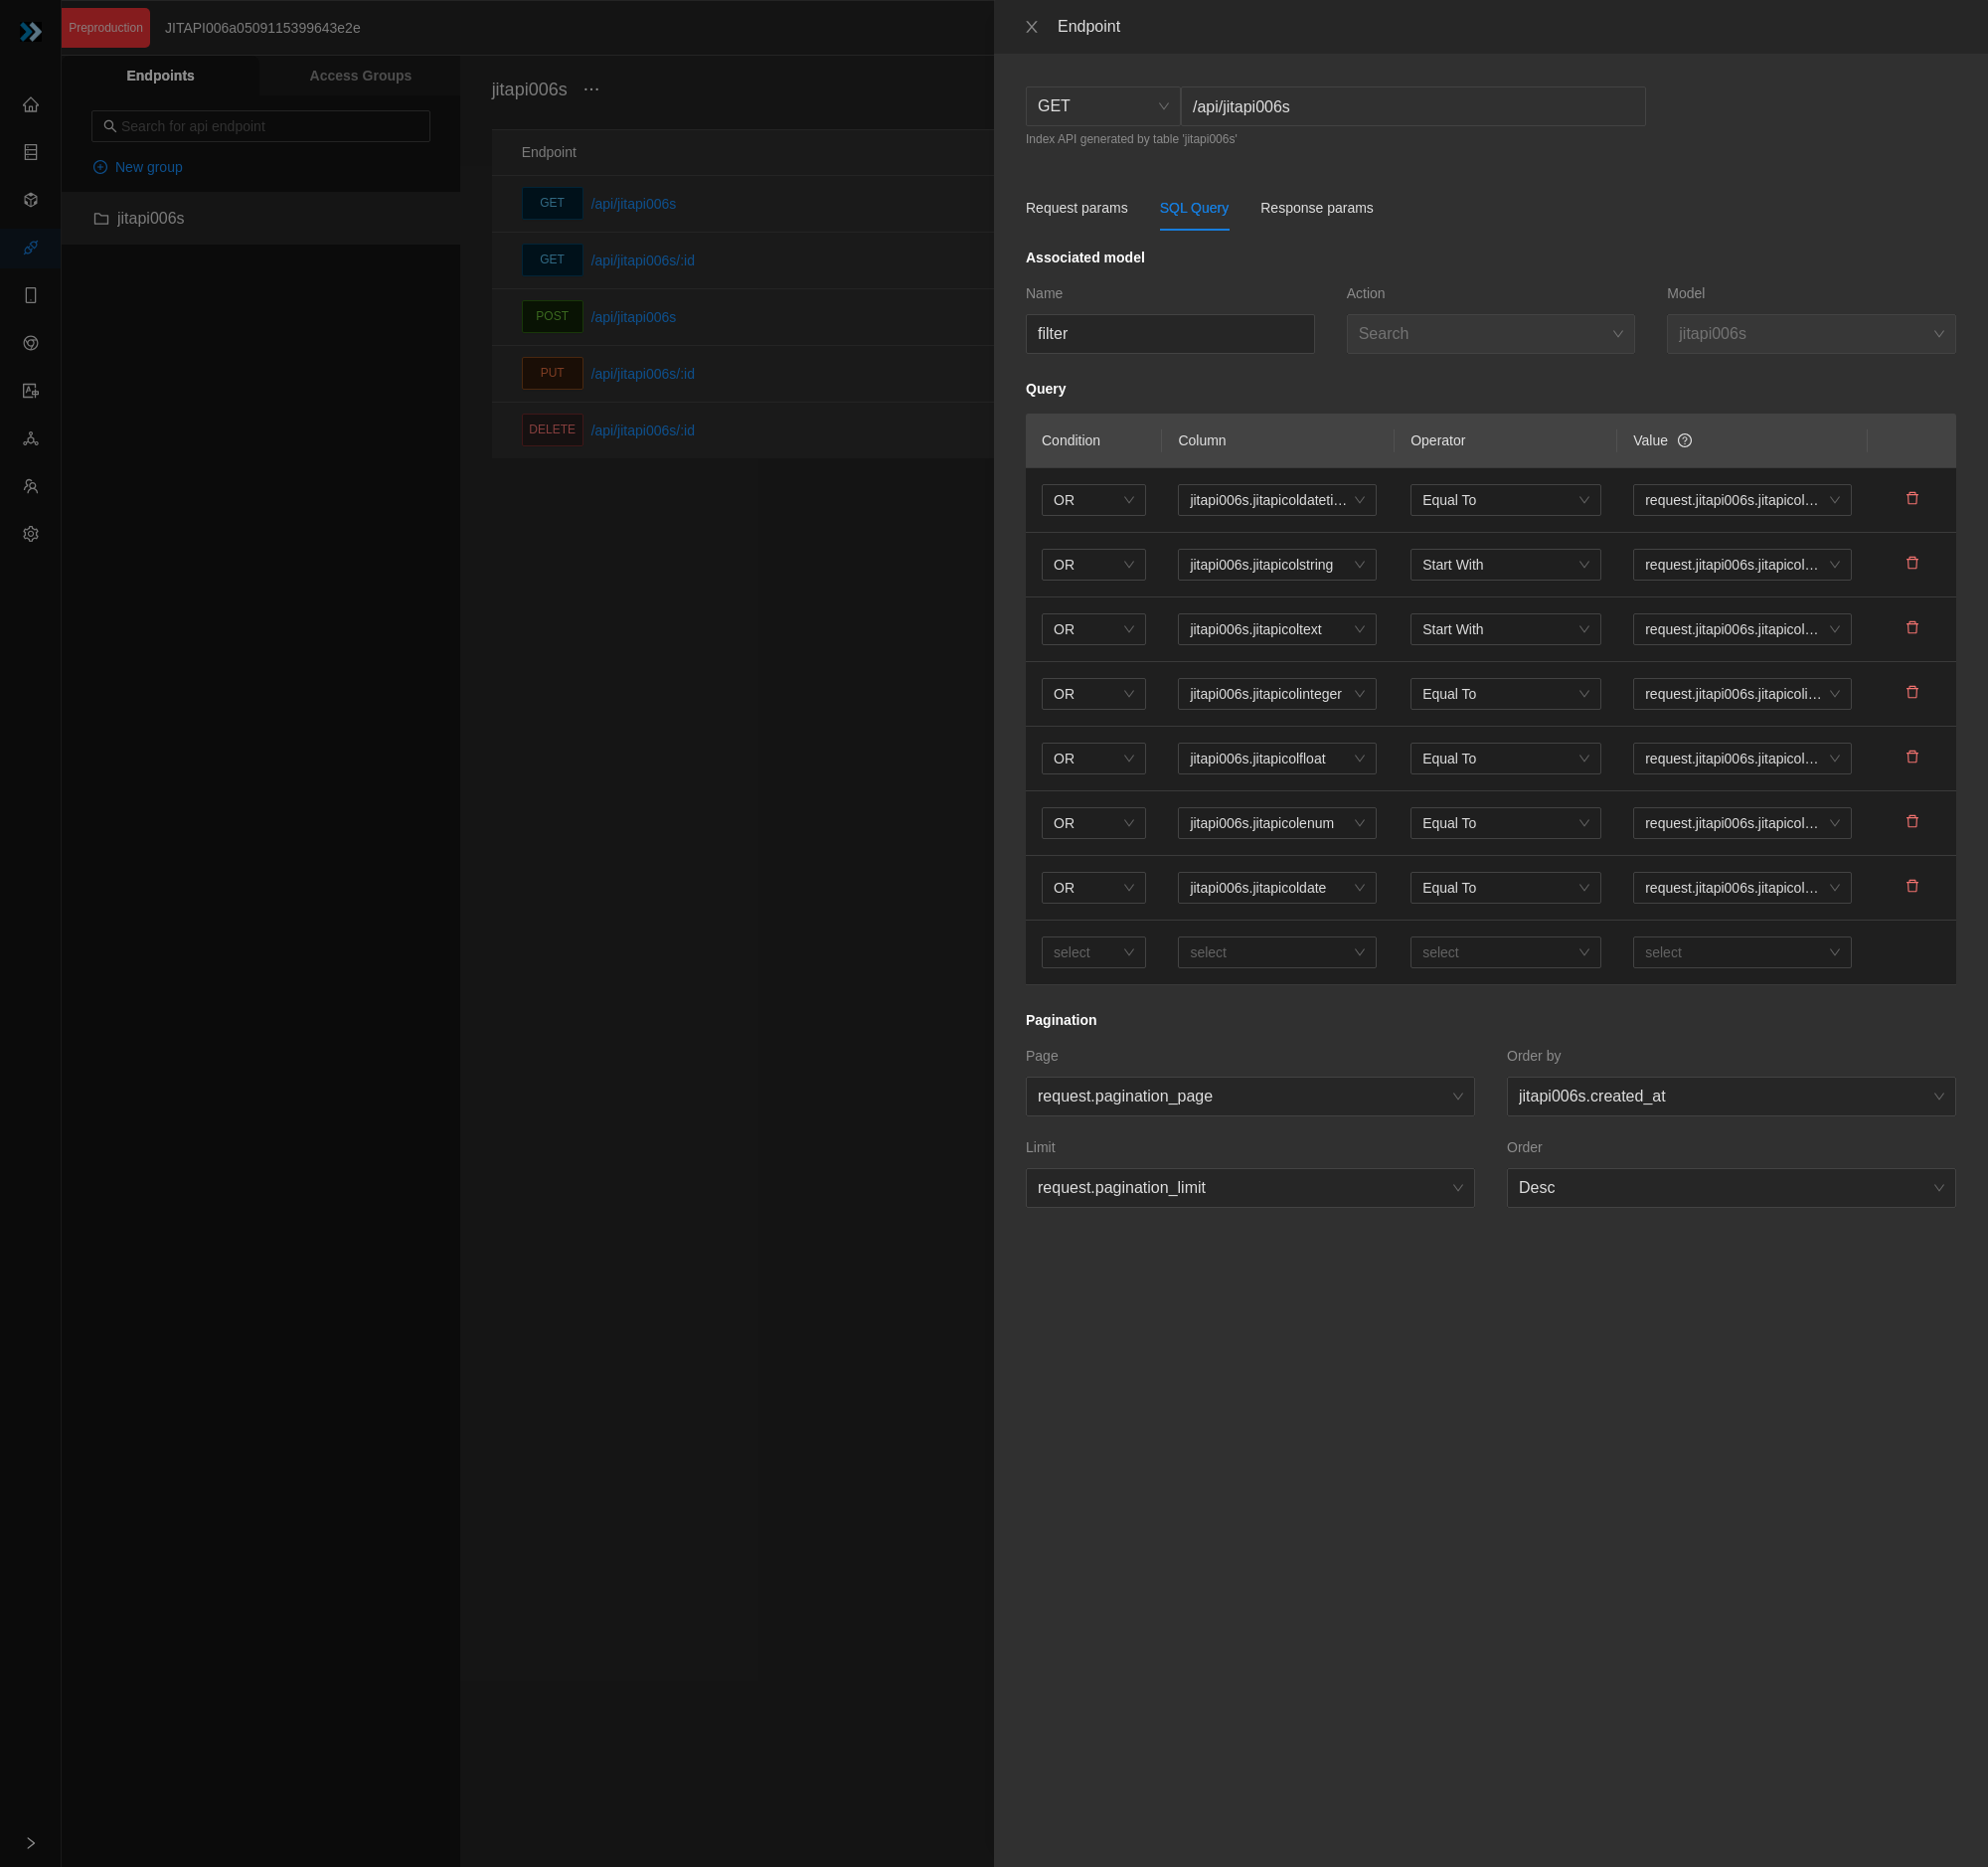 Preproduction JITAPI006a0509115399643e2e
Endpoints Access Groups
Search for api endpoint
New group
jitapi006s
jitapi006s ...
Endpoint
GET /api/jitapi006s
GET /api/jitapi006s/:id
POST /api/jitapi006s
PUT /api/jitapi006s/:id
DELETE /api/jitapi006s/:id
Endpoint
GET /api/jitapi006s
Index API generated by table 'jitapi006s'
Request params SQL Query Response params
Associated model
Name Action Model
filter Search jitapi006s
Query
Condition Column Operator Value
OR jitapi006s.jitapicoldateti... Equal To request.jitapi006s.jitapicol...
OR jitapi006s.jitapicolstring Start With request.jitapi006s.jitapicol...
OR jitapi006s.jitapicoltext Start With request.jitapi006s.jitapicol...
OR jitapi006s.jitapicolinteger Equal To request.jitapi006s.jitapicoli...
OR jitapi006s.jitapicolfloat Equal To request.jitapi006s.jitapicol...
OR jitapi006s.jitapicolenum Equal To request.jitapi006s.jitapicol...
OR jitapi006s.jitapicoldate Equal To request.jitapi006s.jitapicol...
select select select select
Pagination
Page Order by
request.pagination_page jitapi006s.created_at
Limit Order
request.pagination_limit Desc